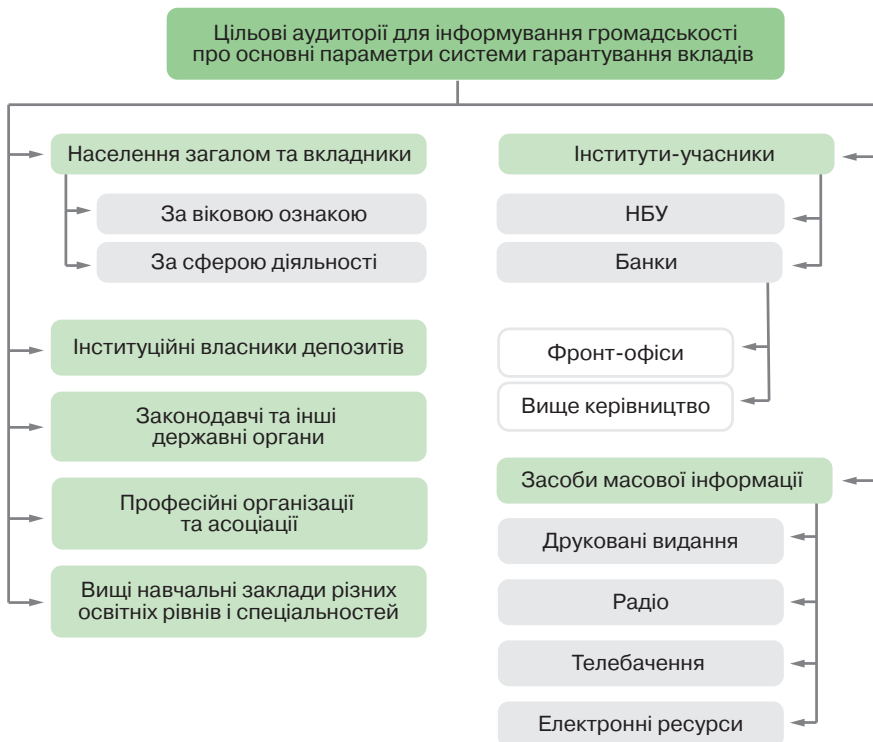 Цільові аудиторії для інформування громадськості
про основні параметри системи гарантування вкладів
Населення загалом та вкладники
За віковою ознакою
За сферою діяльності
Інституційні власники депозитів
Законодавчі та інші
державні органи
Професійні організації
та асоціації
Вищі навчальні заклади різних
освітніх рівнів і спеціальностей
Інститути-учасники
НБУ
Банки
Фронт-офіси
Вище керівництво
Засоби масової інформації
Друковані видання
Радіо
Телебачення
Електронні ресурси